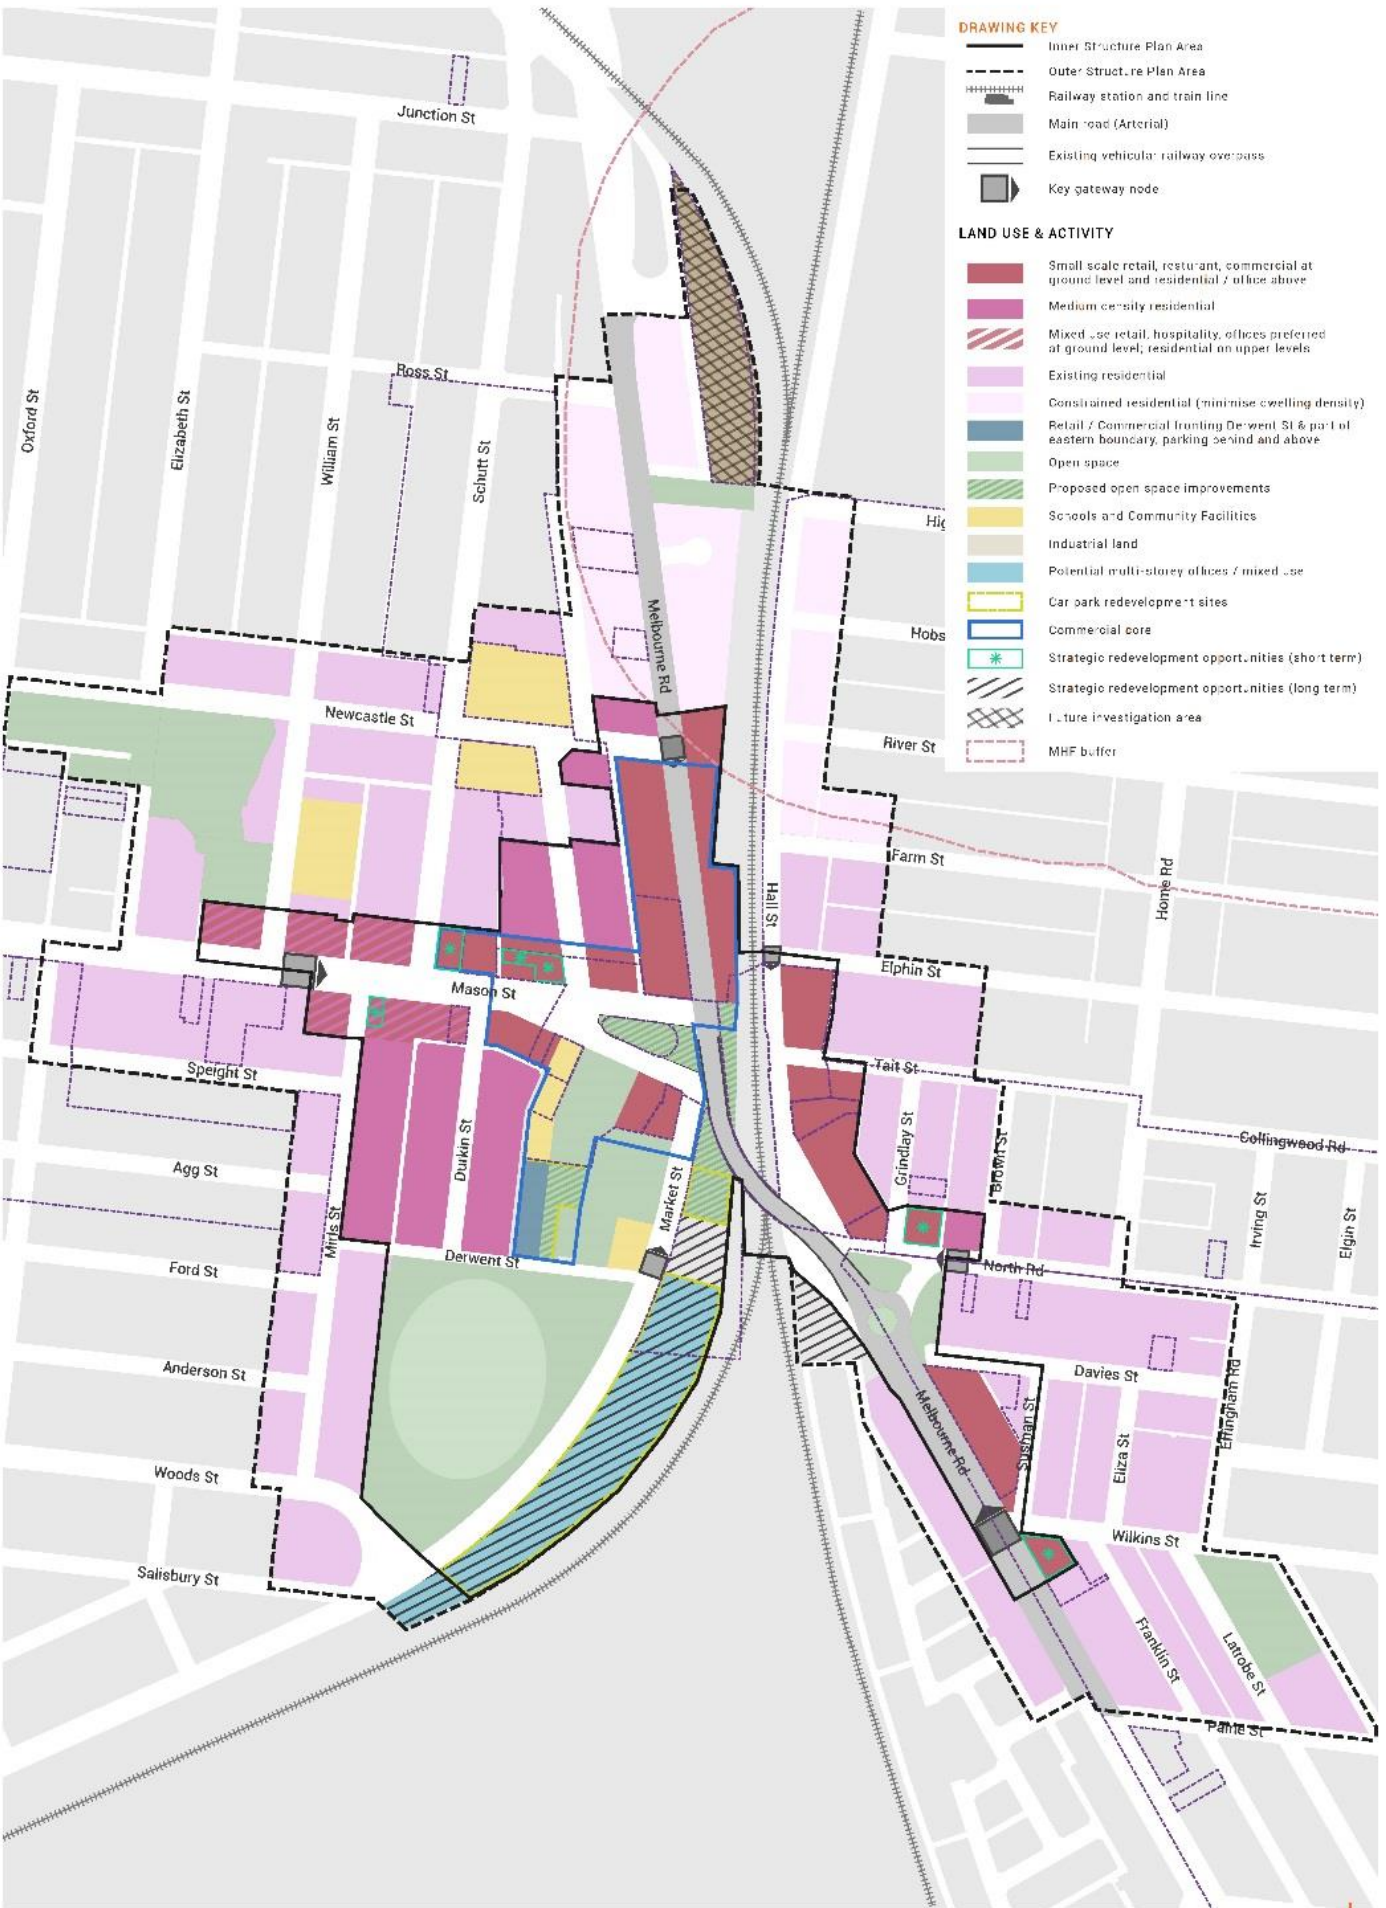 DRAWING KEY
Inner Structure Plan Area
Outer Structure Plan Area
Railway station and train line
Main road (Arterial)
Existing vehicular railway overpass
Key gateway node
LAND USE & ACTIVITY
Small scale retail, resturant, commercial at
ground level and residential / office above
Medium density residential
Mixed use retail, hospitality, offices preferred
at ground level; residential on upper levels
Existing residential
Constrained residential (minimise dwelling density)
Retail / Commercial fronting Derwent St & part of
eastern boundary, parking behind and above
Open space
Proposed open space improvements
Schools and Community Facilities
Industrial land
Potential multi-storey offices / mixed use
Car park redevelopment sites
Commercial core
Strategic redevelopment opportunities (short term)
Strategic redevelopment opportunities (long term)
Future investigation area
MHF buffer
Junction St
Ross St
Oxford St
Elizabeth St
William St
Schutt St
Hig
Hobs
Melbourne Rd
Newcastle St
River St
Farm St
Home Rd
Hall St
Elphin St
Mason St
Tait St
Speight St
Grindlay St
Brown St
Collingwood Rd
Agg St
Durkin St
Market St
Mirls St
Irving St
Elgin St
Derwent St
Ford St
North Rd
Anderson St
Davies St
Melbourne Rd
Susman St
Effingham Rd
Eliza St
Woods St
Wilkins St
Salisbury St
Franklin St
Latrobe St
Paine St